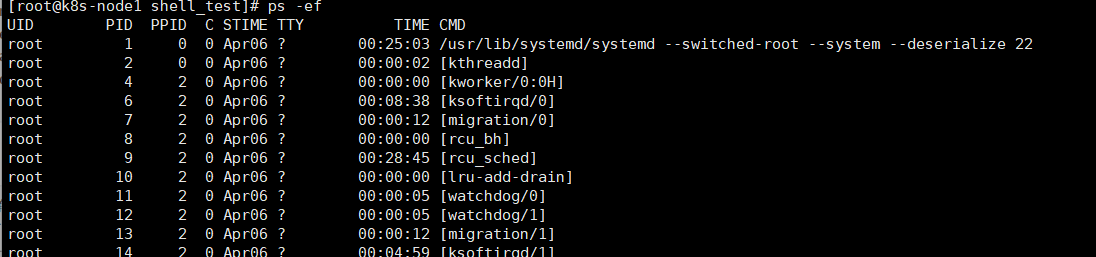 [root@k8s-node1 shell_test]# ps -ef
UID        PID  PPID  C STIME TTY          TIME CMD
root         1     0  0 Apr06 ?        00:25:03 /usr/lib/systemd/systemd --switched-root --system --deserialize 22
root         2     0  0 Apr06 ?        00:00:02 [kthreadd]
root         4     2  0 Apr06 ?        00:00:00 [kworker/0:0H]
root         6     2  0 Apr06 ?        00:08:38 [ksoftirqd/0]
root         7     2  0 Apr06 ?        00:00:12 [migration/0]
root         8     2  0 Apr06 ?        00:00:00 [rcu_bh]
root         9     2  0 Apr06 ?        00:28:45 [rcu_sched]
root        10     2  0 Apr06 ?        00:00:00 [lru-add-drain]
root        11     2  0 Apr06 ?        00:00:05 [watchdog/0]
root        12     2  0 Apr06 ?        00:00:05 [watchdog/1]
root        13     2  0 Apr06 ?        00:00:12 [migration/1]
root        14     2  0 Apr06 ?        00:04:59 [ksoftirqd/1]